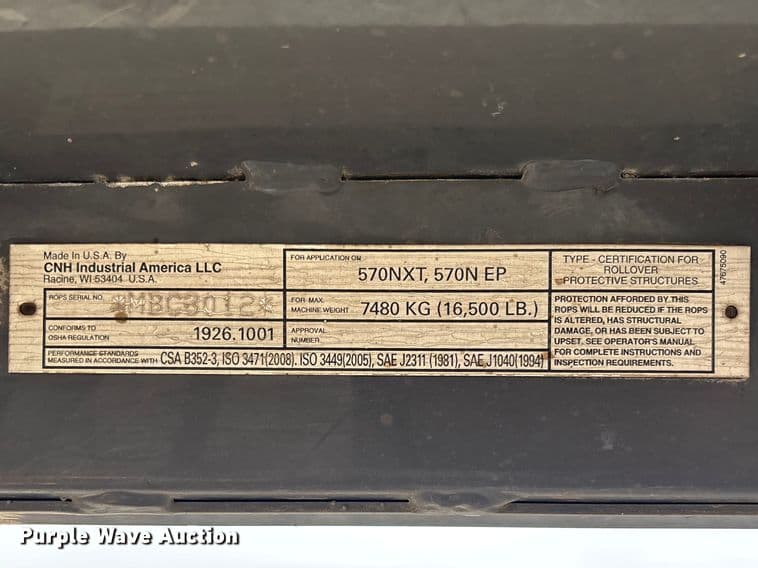 Made In U.S.A. By
CNH Industrial America LLC
Racine, WI 53404 U.S.A.
ROPS SERIAL NO. *MBC3012*
CONFORMS TO
OSHA REGULATION 1926.1001
PERFORMANCE STANDARDS
MEASURED IN ACCORDANCE WITH CSA B352-3, ISO 3471(2008). ISO 3449(2005), SAE J2311 (1981), SAE J1040(1994)
FOR APPLICATION ON
570NXT, 570N EP
FOR MAX.
MACHINE WEIGHT 7480 KG (16,500 LB.)
APPROVAL
NUMBER
TYPE - CERTIFICATION FOR
ROLLOVER
PROTECTIVE STRUCTURES
PROTECTION AFFORDED BY THIS
ROPS WILL BE REDUCED IF THE ROPS
IS ALTERED, HAS STRUCTURAL
DAMAGE, OR HAS BEEN SUBJECT TO
UPSET. SEE OPERATOR'S MANUAL
FOR COMPLETE INSTRUCTIONS AND
INSPECTION REQUIREMENTS.
47675090
Purple Wave Auction